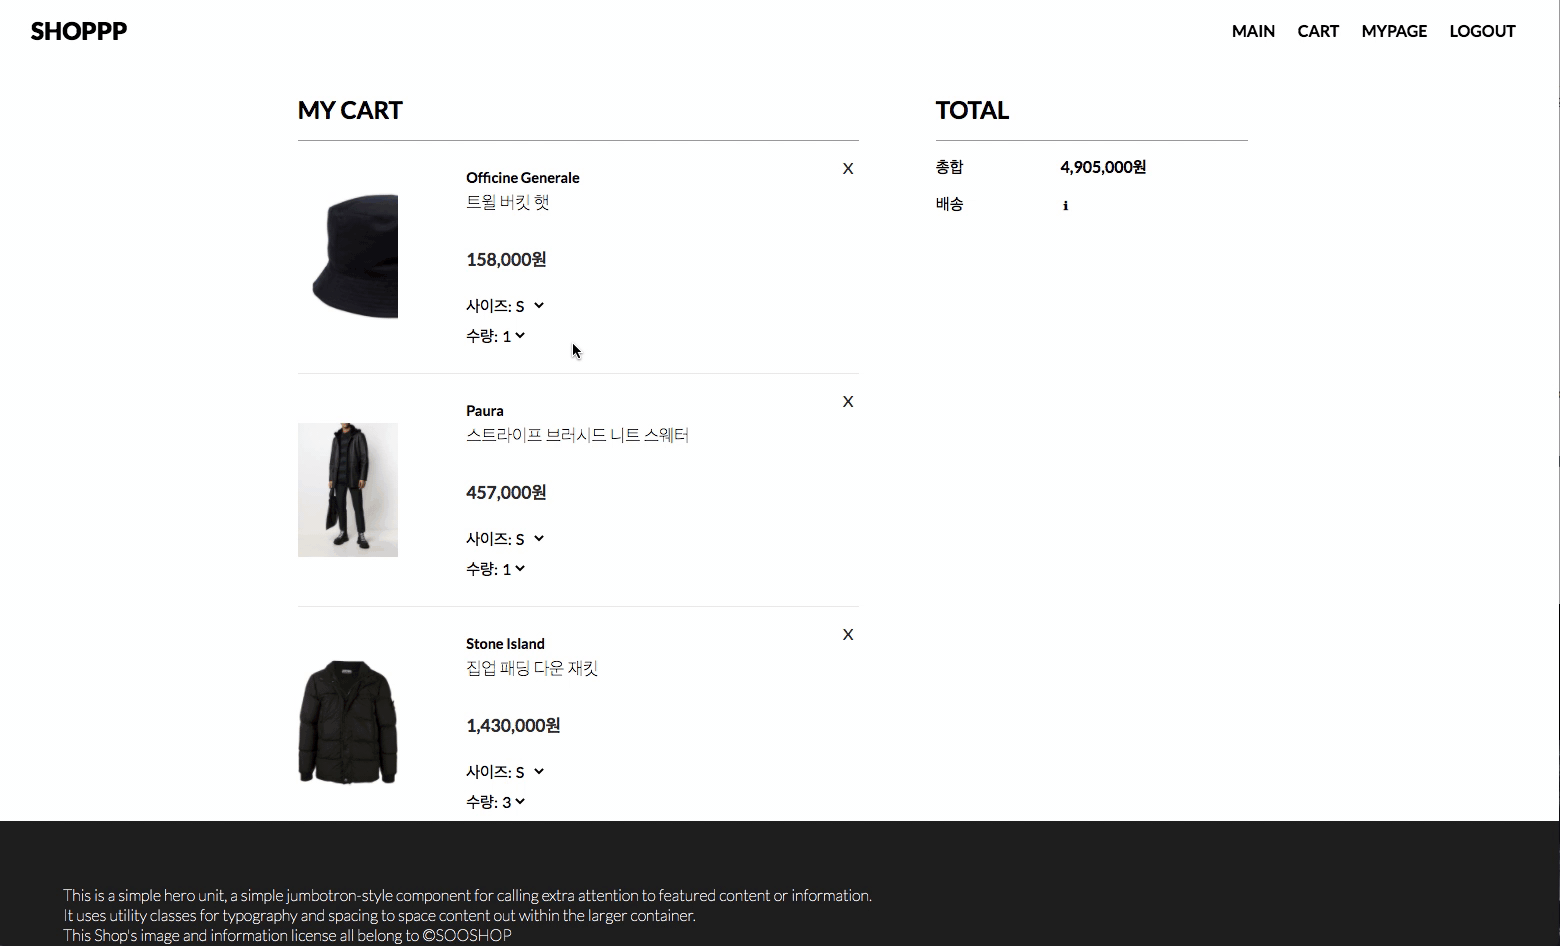 SHOPPP
MAIN CART MYPAGE LOGOUT
MY CART
X
Officine Generale
트윌 버킷 햇
158,000원
사이즈: S
수량: 1
X
Paura
스트라이프 브러시드 니트 스웨터
457,000원
사이즈: S
수량: 1
X
Stone Island
집업 패딩 다운 재킷
1,430,000원
사이즈: S
수량: 3
TOTAL
총합 4,905,000원
배송 i
This is a simple hero unit, a simple jumbotron-style component for calling extra attention to featured content or information.
It uses utility classes for typography and spacing to space content out within the larger container.
This Shop's image and information license all belong to ©SOOSHOP